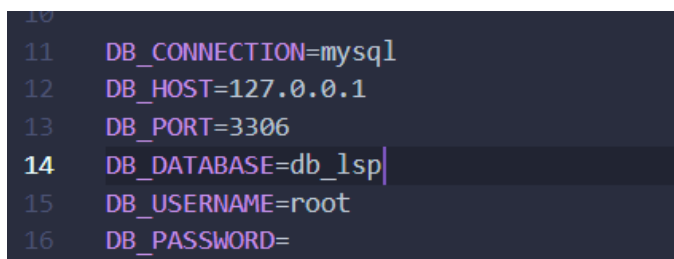 10
11 DB_CONNECTION=mysql
12 DB_HOST=127.0.0.1
13 DB_PORT=3306
14 DB_DATABASE=db_lsp
15 DB_USERNAME=root
16 DB_PASSWORD=